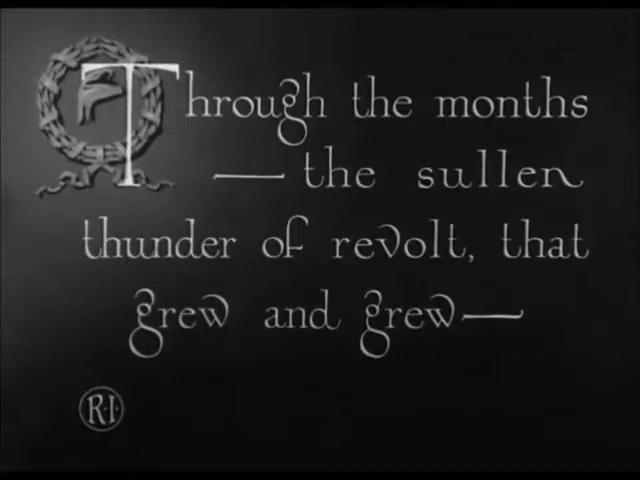 Through the months
— the sullen
thunder of revolt, that
grew and grew—
R.I.